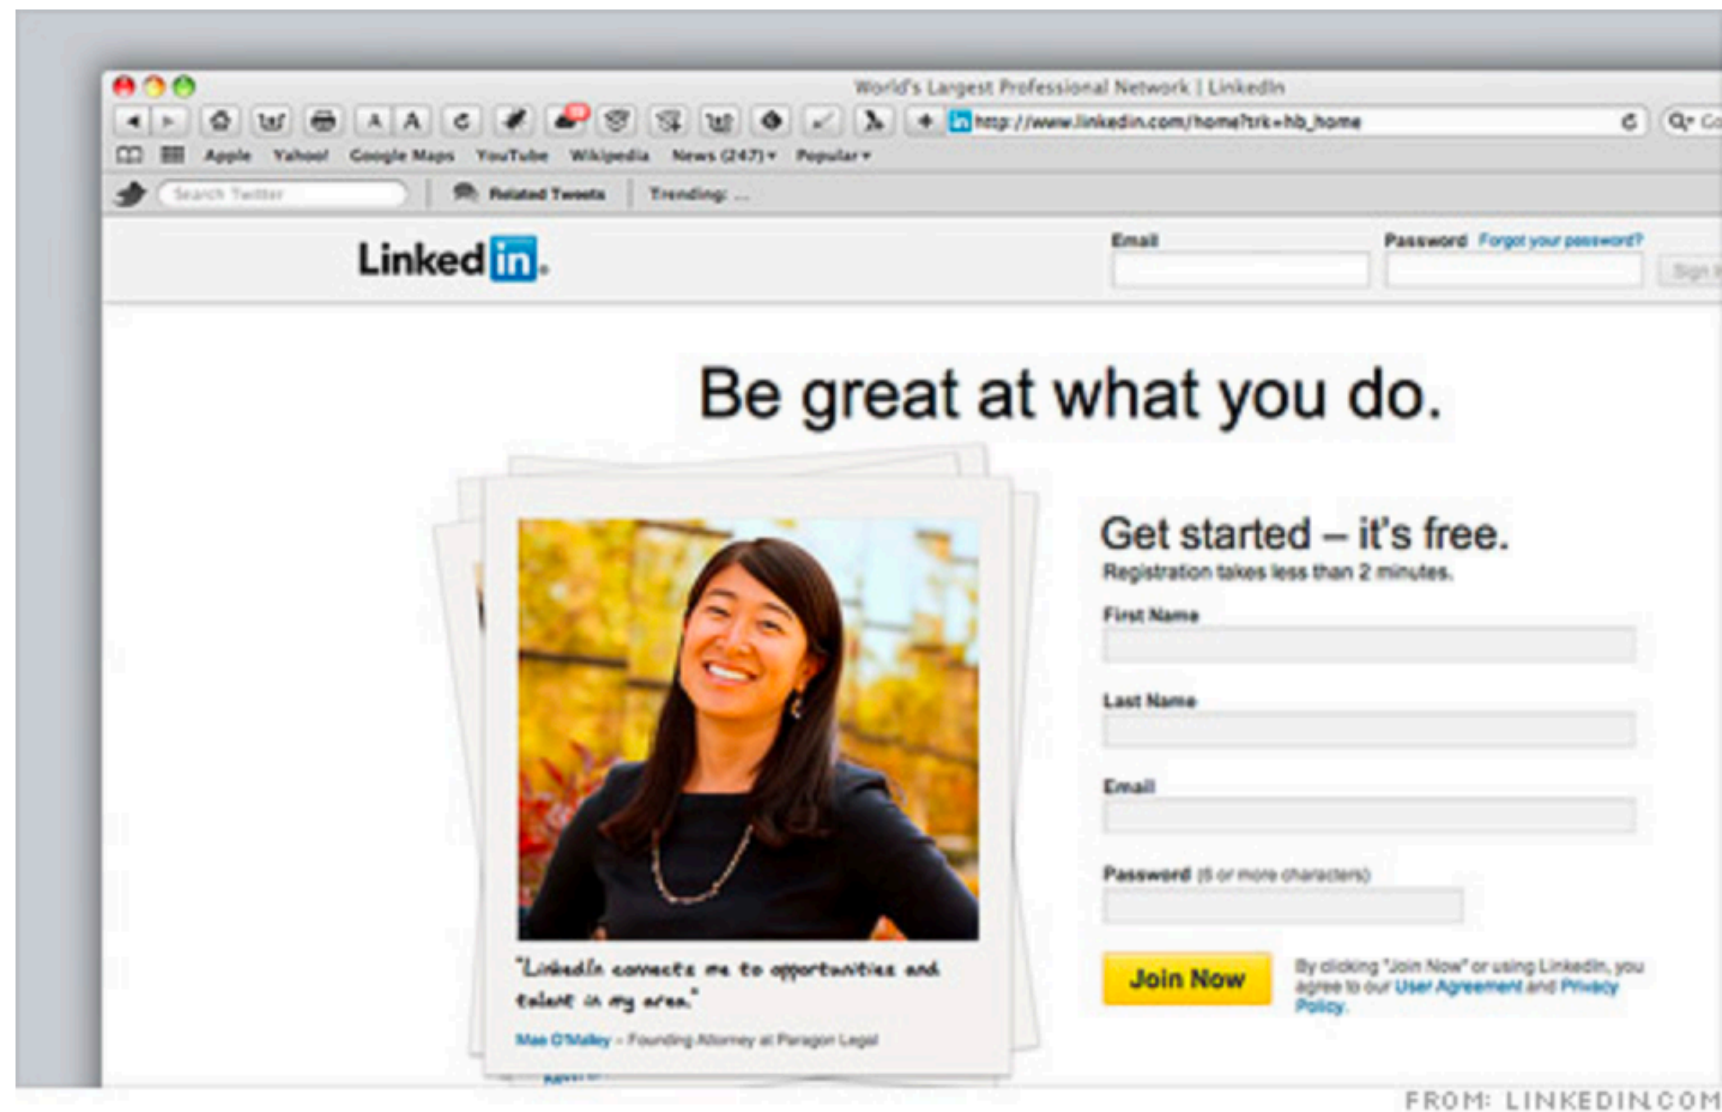 World's Largest Professional Network | LinkedIn
A A
http://www.linkedin.com/home?trk=hb_home
Apple Yahoo! Google Maps YouTube Wikipedia News (247) Popular
Search Twitter Related Tweets Trending: ...
Linked in
Email Password Forgot your password?
Sign
Be great at what you do.
Get started – it's free.
Registration takes less than 2 minutes.
First Name
Last Name
Email
Password (6 or more characters)
Join Now
By clicking "Join Now" or using LinkedIn, you
agree to our User Agreement and Privacy
Policy.
"LinkedIn connects me to opportunities and
talent in my area."
Mae O'Malley – Founding Attorney at Paragon Legal
FROM: LINKEDIN.COM